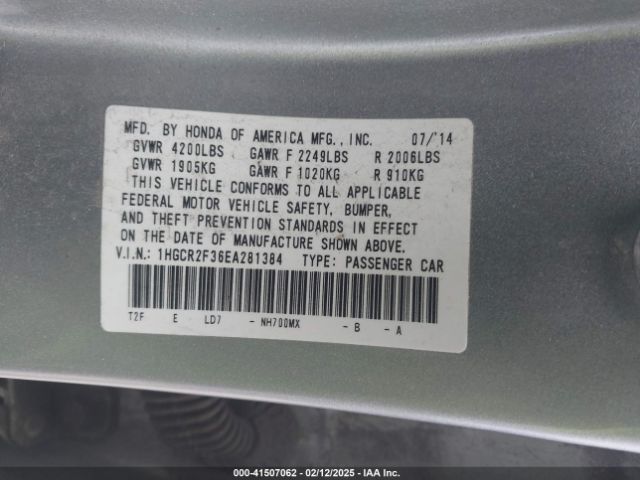 MFD. BY HONDA OF AMERICA MFG., INC. 07/'14
GVWR 4200LBS GAWR F 2249LBS R 2006LBS
GVWR 1905KG GAWR F 1020KG R 910KG
THIS VEHICLE CONFORMS TO ALL APPLICABLE
FEDERAL MOTOR VEHICLE SAFETY, BUMPER,
AND THEFT PREVENTION STANDARDS IN EFFECT
ON THE DATE OF MANUFACTURE SHOWN ABOVE.
V.I.N.: 1HGCR2F36EA281384 TYPE: PASSENGER CAR
T2F E LD7 - NH700MX - B - A
000-41507062 - 02/12/2025 - IAA Inc.